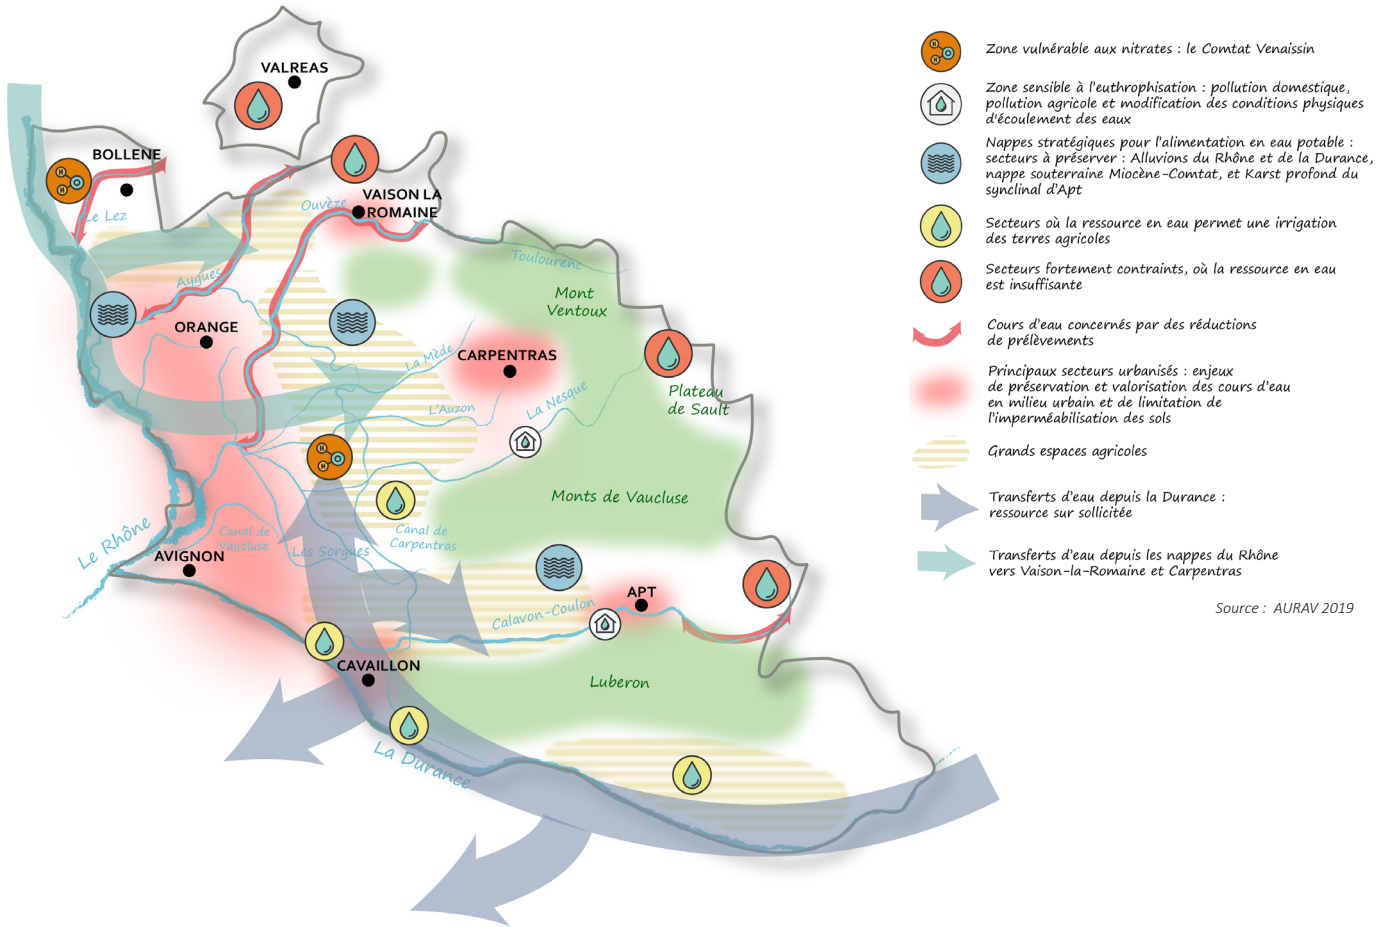 VALREAS
BOLLENE
Le Lez
VAISON LA
ROMAINE
Ouvèze
Toulourenc
Aygues
Mont
Ventoux
ORANGE
CARPENTRAS
La Mède
Plateau
de Sault
L'Auzon
La Nesque
Monts de Vaucluse
Le Rhône
Canal de
Vaucluse
Les Sorgues
Canal de
Carpentras
AVIGNON
APT
Calavon-Coulon
CAVAILLON
Luberon
La Durance
H
H
O
H
H
O
H
H
O
Zone vulnérable aux nitrates : le Comtat Venaissin
Zone sensible à l'euthrophisation : pollution domestique,
pollution agricole et modification des conditions physiques
d'écoulement des eaux
Nappes stratégiques pour l'alimentation en eau potable :
secteurs à préserver : Alluvions du Rhône et de la Durance,
nappe souterraine Miocène-Comtat, et Karst profond du
synclinal d'Apt
Secteurs où la ressource en eau permet une irrigation
des terres agricoles
Secteurs fortement contraints, où la ressource en eau
est insuffisante
Cours d'eau concernés par des réductions
de prélèvements
Principaux secteurs urbanisés : enjeux
de préservation et valorisation des cours d'eau
en milieu urbain et de limitation de
l'imperméabilisation des sols
Grands espaces agricoles
Transferts d'eau depuis la Durance :
ressource sur sollicitée
Transferts d'eau depuis les nappes du Rhône
vers Vaison-la-Romaine et Carpentras
Source : AURAV 2019